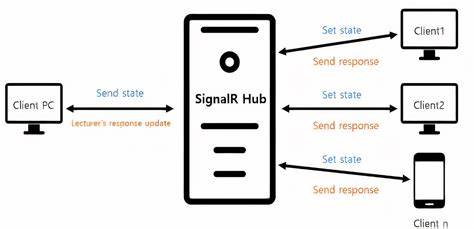 Client PC
Send state
Lecturer's response update
SignalR Hub
Set state
Send response
Client1
Set state
Send response
Client2
Set state
Send response
Client n